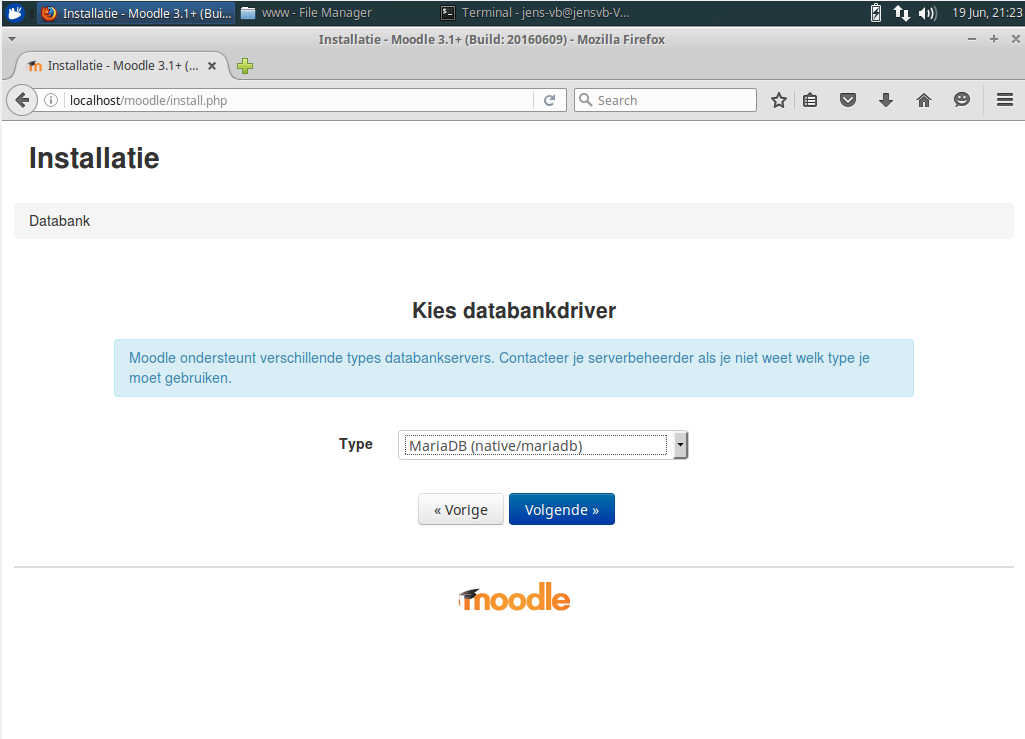 Installatie - Moodle 3.1+ (Bui... www - File Manager Terminal - jens-vb@jensvb-V... 19 Jun, 21:23
Installatie - Moodle 3.1+ (Build: 20160609) - Mozilla Firefox
Installatie - Moodle 3.1+ (...
localhost/moodle/install.php Search
Installatie
Databank
Kies databankdriver
Moodle ondersteunt verschillende types databankservers. Contacteer je serverbeheerder als je niet weet welk type je
moet gebruiken.
Type MariaDB (native/mariadb)
« Vorige Volgende »
moodle